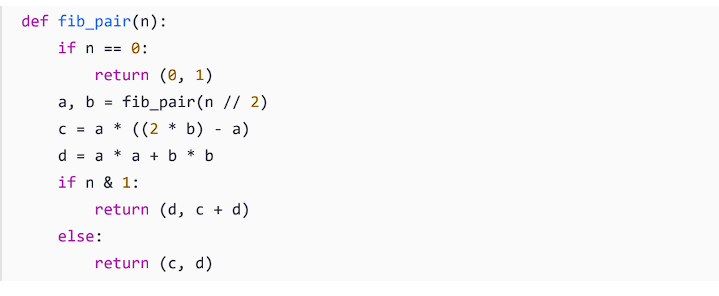 def fib_pair(n):
    if n == 0:
        return (0, 1)
    a, b = fib_pair(n // 2)
    c = a * ((2 * b) - a)
    d = a * a + b * b
    if n & 1:
        return (d, c + d)
    else:
        return (c, d)